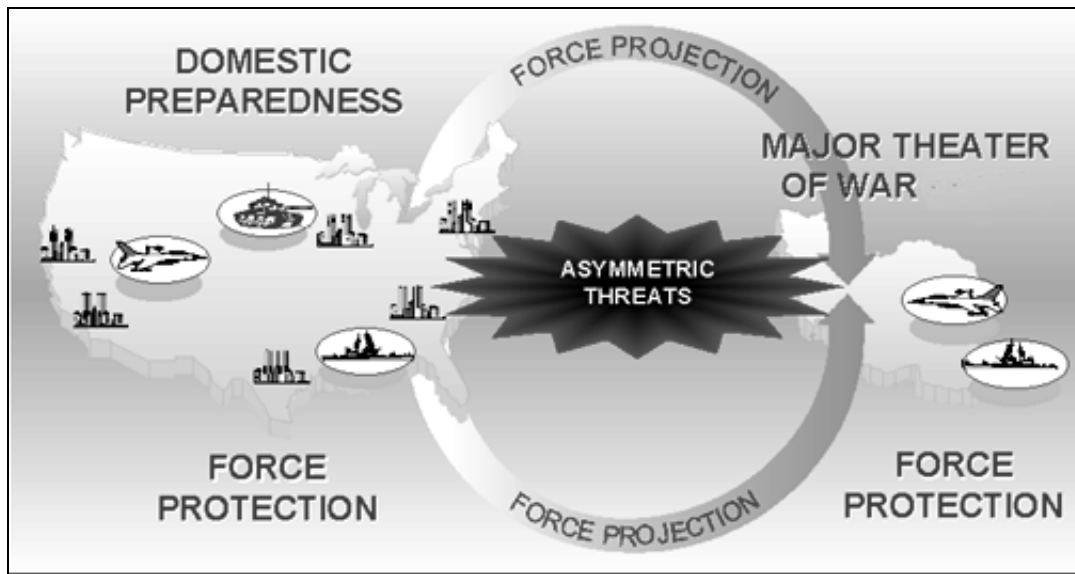 DOMESTIC
PREPAREDNESS
FORCE PROJECTION
MAJOR THEATER
OF WAR
ASYMMETRIC
THREATS
FORCE
PROTECTION
FORCE PROJECTION
FORCE
PROTECTION